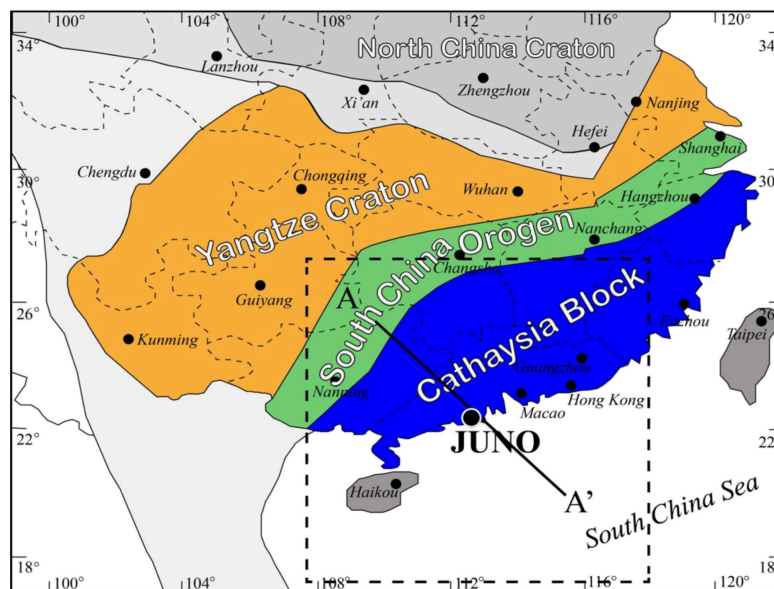 100° 104° 108° 112° 116° 120°
34° 34°
North China Craton
Lanzhou
Zhengzhou
Xi'an
Nanjing
Hefei
Shanghai
30° 30°
Chengdu
Chongqing
Wuhan
Hangzhou
Yangtze Craton
South China Orogen
Nanchang
Changsha
Guiyang
A
26° 26°
Cathaysia Block
Fuzhou
Taipei
Kunming
Guangzhou
Nanning
Hong Kong
Macao
22° 22°
JUNO
Haikou
A'
South China Sea
18° 18°
100° 104° 108° 112° 116° 120°